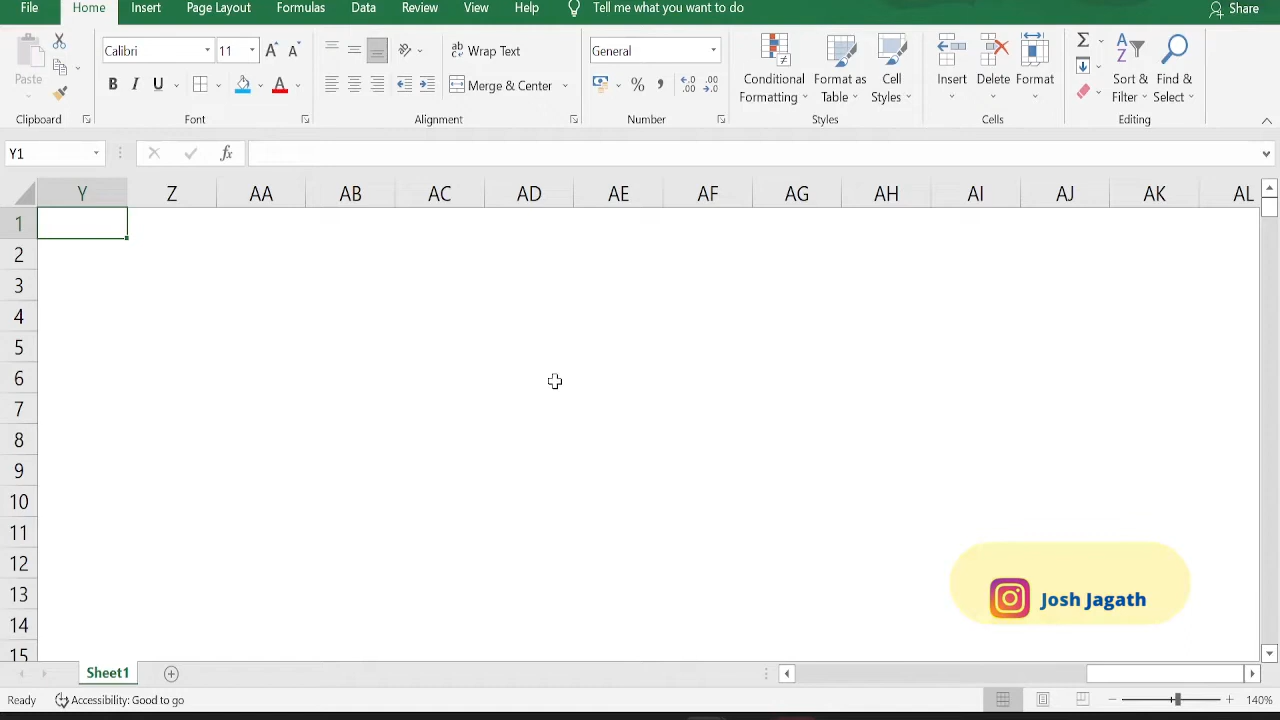 File Home Insert Page Layout Formulas Data Review View Help Tell me what you want to do Share
Calibri 11 Wrap Text General
Paste Merge & Center Conditional Formatting Format as Table Cell Styles Insert Delete Format Sort & Filter Find & Select
Clipboard Font Alignment Number Styles Cells Editing
Y1 fx
Y Z AA AB AC AD AE AF AG AH AI AJ AK AL
1
2
3
4
5
6
7
8
9
10
11
12
13
14
15
Josh Jagath
Sheet1
Ready Accessibility: Good to go 140%